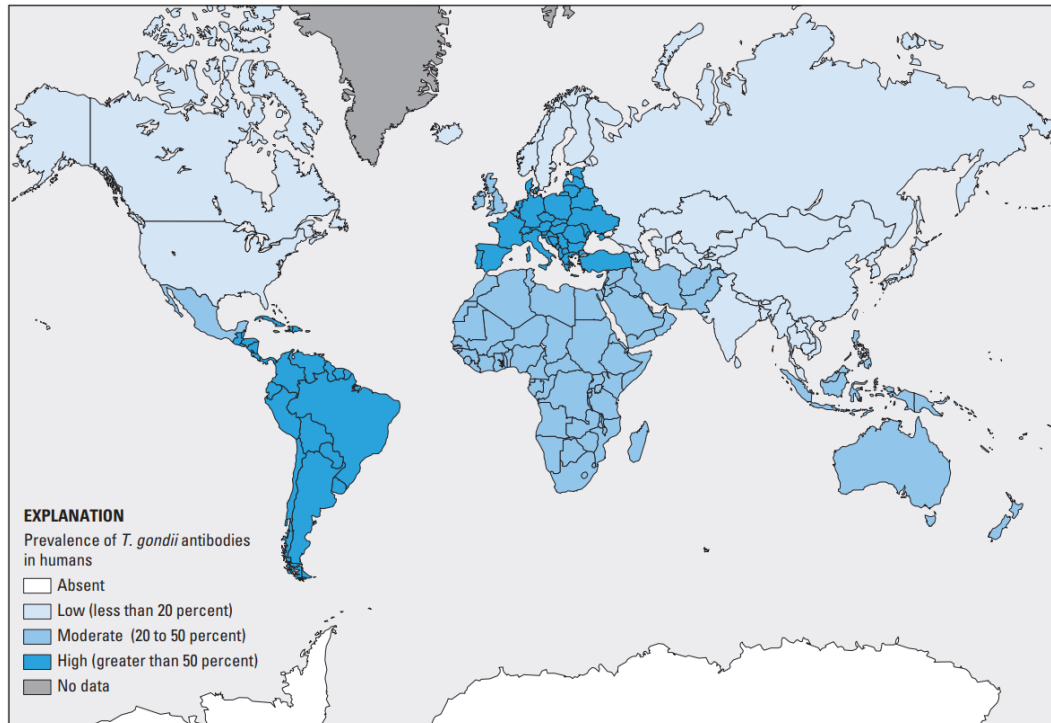 EXPLANATION
Prevalence of T. gondii antibodies
in humans
Absent
Low (less than 20 percent)
Moderate (20 to 50 percent)
High (greater than 50 percent)
No data